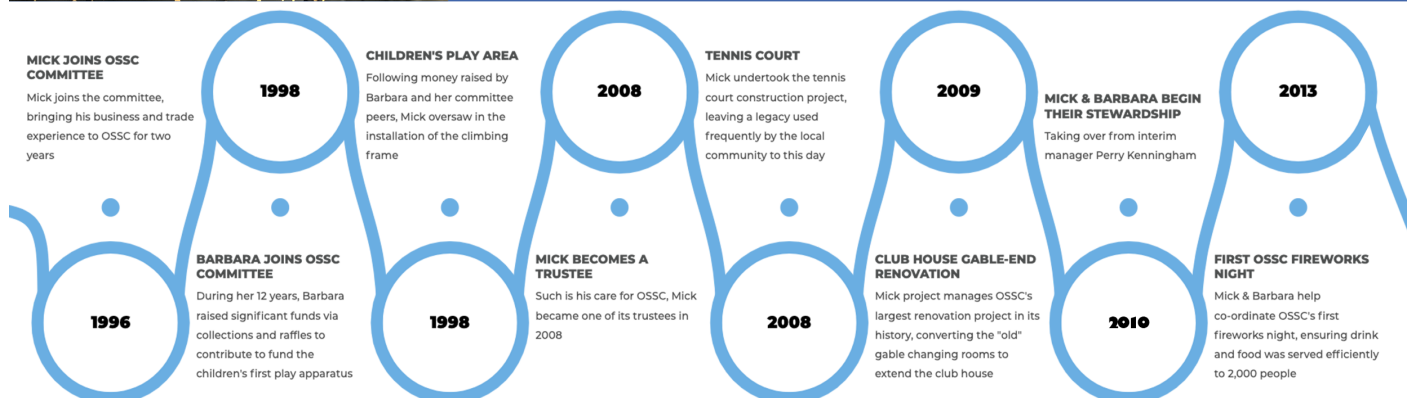 MICK JOINS OSSC
COMMITTEE
Mick joins the committee,
bringing his business and trade
experience to OSSC for two
years
1996
1998
BARBARA JOINS OSSC
COMMITTEE
During her 12 years, Barbara
raised significant funds via
collections and raffles to
contribute to fund the
children's first play apparatus
CHILDREN'S PLAY AREA
Following money raised by
Barbara and her committee
peers, Mick oversaw in the
installation of the climbing
frame
1998
2008
MICK BECOMES A
TRUSTEE
Such is his care for OSSC, Mick
became one of its trustees in
2008
TENNIS COURT
Mick undertook the tennis
court construction project,
leaving a legacy used
frequently by the local
community to this day
2008
2009
CLUB HOUSE GABLE-END
RENOVATION
Mick project manages OSSC's
largest renovation project in its
history, converting the "old"
gable changing rooms to
extend the club house
MICK & BARBARA BEGIN
THEIR STEWARDSHIP
Taking over from interim
manager Perry Kenningham
2010
2013
FIRST OSSC FIREWORKS
NIGHT
Mick & Barbara help
co-ordinate OSSC's first
fireworks night, ensuring drink
and food was served efficiently
to 2,000 people